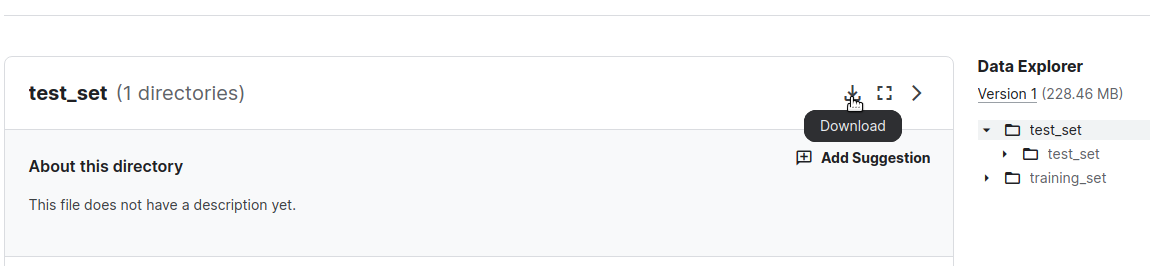 test_set (1 directories)
Download
Add Suggestion
About this directory
This file does not have a description yet.
Data Explorer
Version 1 (228.46 MB)
test_set
test_set
training_set